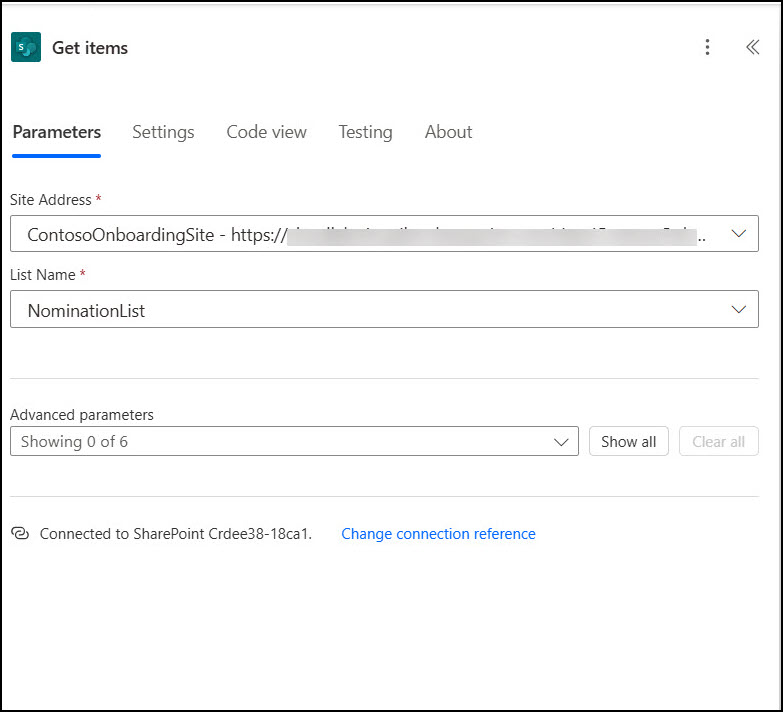 Get items
Parameters Settings Code view Testing About
Site Address *
ContosoOnboardingSite - https:// ..
List Name *
NominationList
Advanced parameters
Showing 0 of 6 Show all Clear all
Connected to SharePoint Crdee38-18ca1. Change connection reference